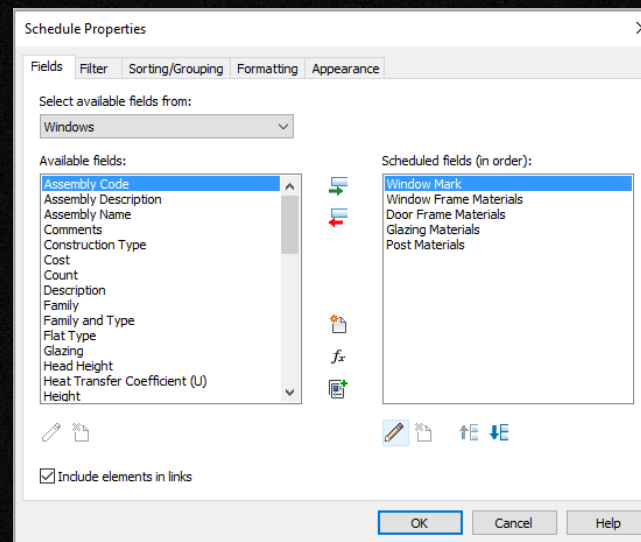 Schedule Properties
Fields Filter Sorting/Grouping Formatting Appearance
Select available fields from:
Windows
Available fields:
Assembly Code
Assembly Description
Assembly Name
Comments
Construction Type
Cost
Count
Description
Family
Family and Type
Flat Type
Glazing
Head Height
Heat Transfer Coefficient (U)
Height
fx
Scheduled fields (in order):
Window Mark
Window Frame Materials
Door Frame Materials
Glazing Materials
Post Materials
Include elements in links
OK Cancel Help